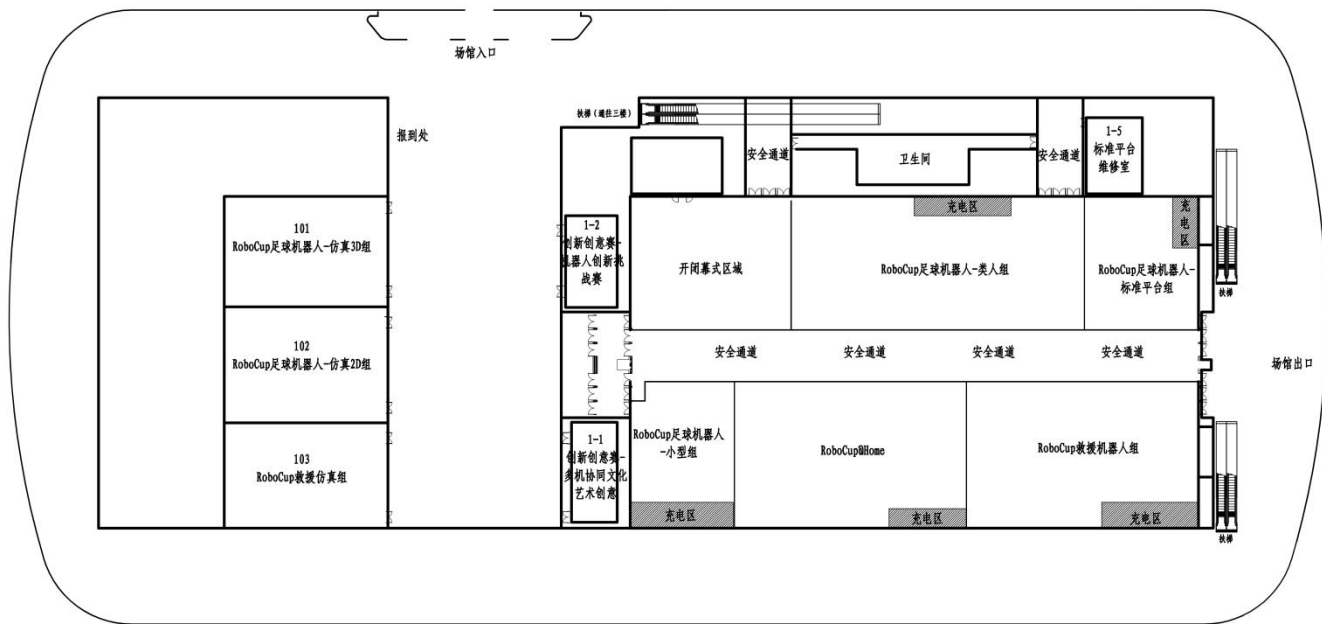 场馆入口
扶梯（通往三楼）
报到处
安全通道
卫生间
安全通道
1-5
标准平台
维修室
101
RoboCup足球机器人-仿真3D组
1-2
创新创意赛-
机器人创新挑
战赛
开闭幕式区域
充电区
RoboCup足球机器人-类人组
充电区
RoboCup足球机器人-
标准平台组
扶梯
102
RoboCup足球机器人-仿真2D组
安全通道
安全通道
安全通道
安全通道
场馆出口
103
RoboCup救援仿真组
1-1
创新创意赛-
多机协同文化
艺术创意
RoboCup足球机器人
-小型组
充电区
RoboCup@Home
充电区
RoboCup救援机器人组
充电区
扶梯